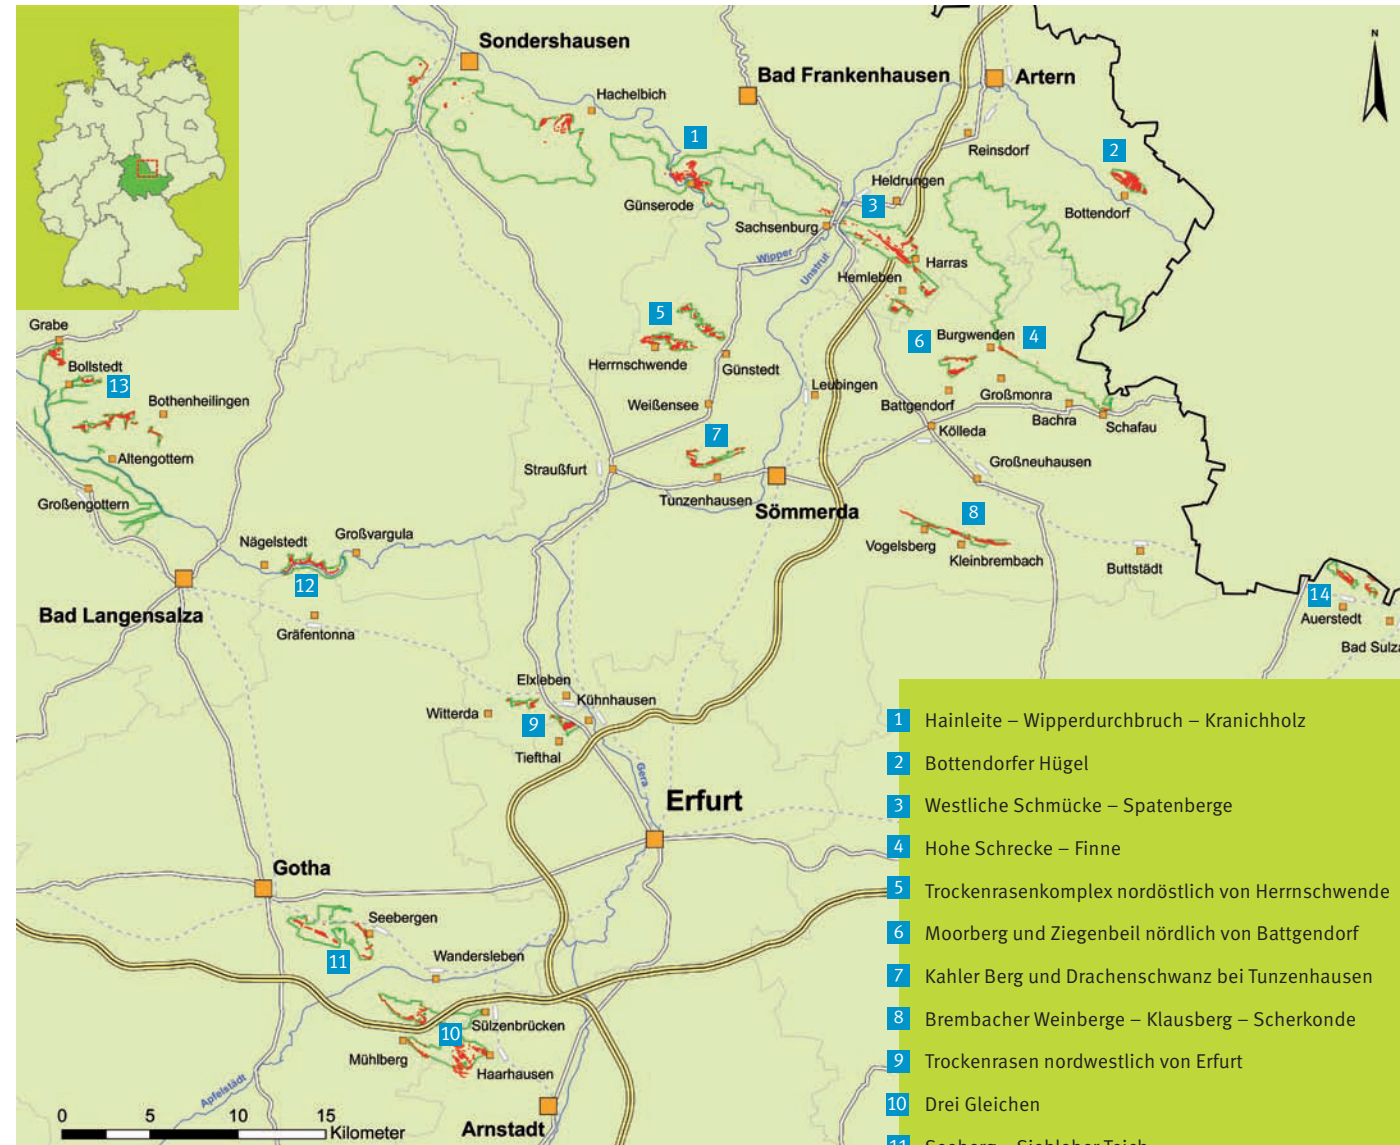 N
Sondershausen
Bad Frankenhausen
Artern
Hachelbich
1
Reinsdorf
2
Heldrungen
3
Günserode
Bottendorf
Sachsenburg
Wipper
Unstrut
Harras
Hemleben
5
Grabe
Burgwenden
4
6
Herrnschwende
Günstedt
Bollstedt
13
Leubingen
Großmonra
Bothenheilingen
Weißensee
Battgendorf
Bachra
Schafau
7
Kölleda
Altengottern
Straußfurt
Großneuhausen
Großengottern
Tunzenhausen
Sömmerda
8
Nägelstedt
Großvargula
Vogelsberg
Kleinbrembach
Buttstädt
12
14
Bad Langensalza
Auerstedt
Gräfentonna
Bad Sulza
Elxleben
Kühnhausen
Witterda
9
Tiefthal
Gera
Erfurt
Gotha
Seebergen
11
Wandersleben
10
Sülzenbrücken
Mühlberg
Haarhausen
Apfelstädt
Arnstadt
0 5 10 15
Kilometer
1 Hainleite – Wipperdurchbruch – Kranichholz
2 Bottendorfer Hügel
3 Westliche Schmücke – Spatenberge
4 Hohe Schrecke – Finne
5 Trockenrasenkomplex nordöstlich von Herrnschwende
6 Moorberg und Ziegenbeil nördlich von Battgendorf
7 Kahler Berg und Drachenschwanz bei Tunzenhausen
8 Brembacher Weinberge – Klausberg – Scherkonde
9 Trockenrasen nordwestlich von Erfurt
10 Drei Gleichen
11 Seeberg – Siebleber Teich